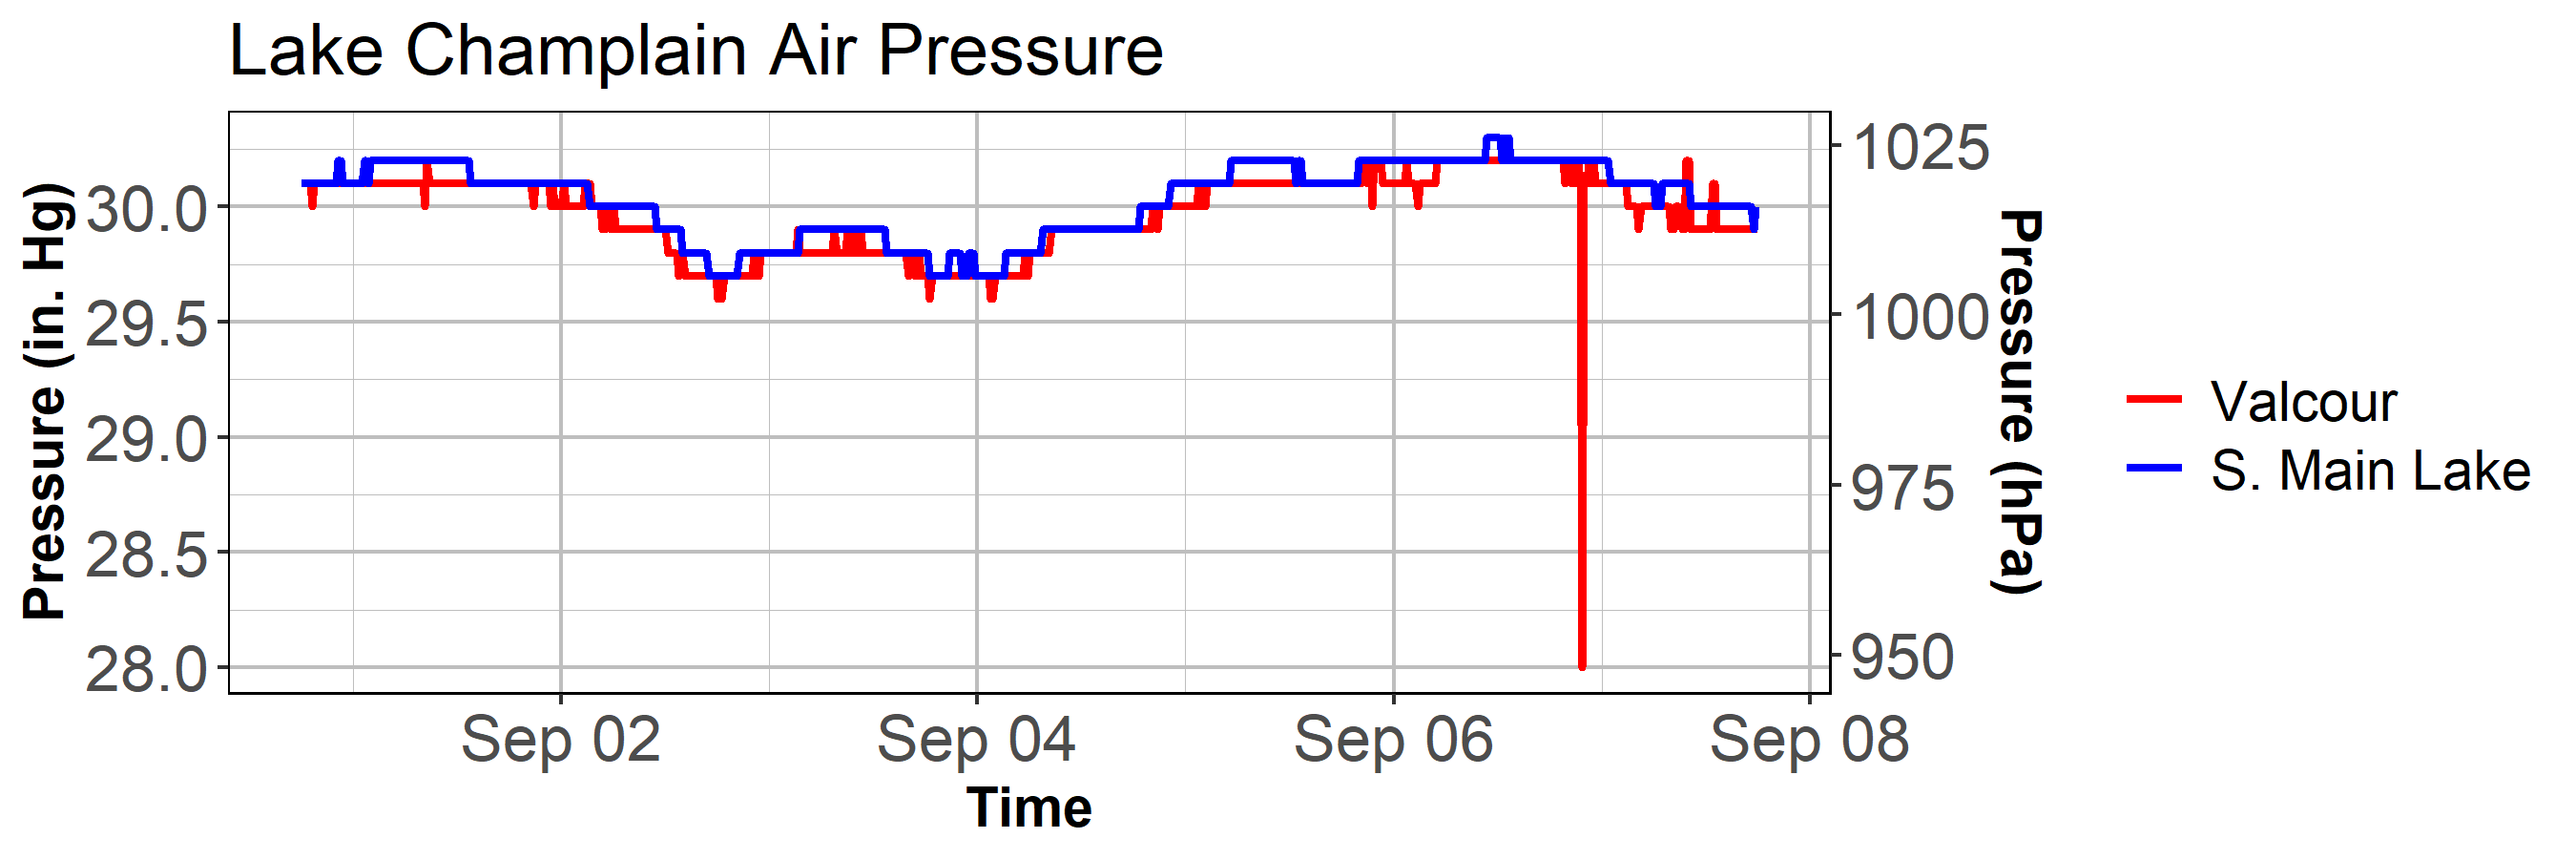 Lake Champlain Air Pressure
Pressure (in. Hg)
30.0
29.5
29.0
28.5
28.0
1025
1000
975
950
Pressure (hPa)
Valcour
S. Main Lake
Sep 02
Sep 04
Sep 06
Sep 08
Time